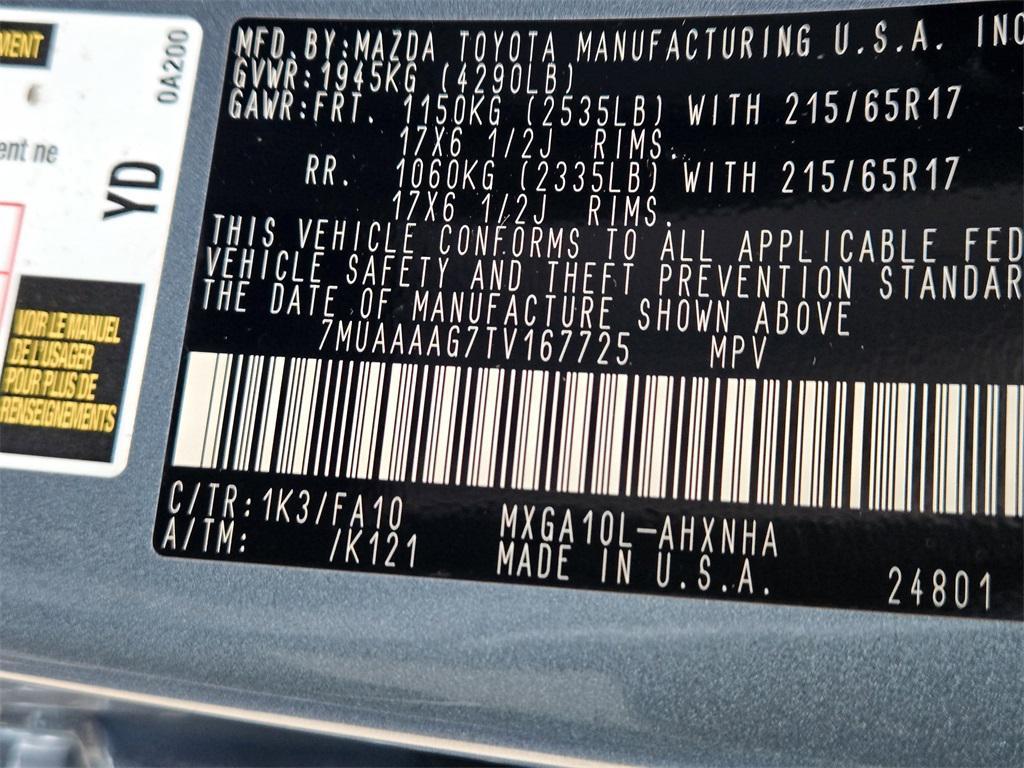 MENT
0A200
ent ne
YD
VOIR LE MANUEL
DE L'USAGER
POUR PLUS DE
RENSEIGNEMENTS
MFD. BY: MAZDA TOYOTA MANUFACTURING U.S.A. INC
GVWR: 1945KG (4290LB)
GAWR: FRT. 1150KG (2535LB) WITH 215/65R17
17X6 1/2J RIMS.
RR. 1060KG (2335LB) WITH 215/65R17
17X6 1/2J RIMS.
THIS VEHICLE CONFORMS TO ALL APPLICABLE FED
VEHICLE SAFETY AND THEFT PREVENTION STANDAR
THE DATE OF MANUFACTURE SHOWN ABOVE
7MUAAAAG7TV167725 MPV
C/TR: 1K3/FA10 MXGA10L-AHXNHA
A/TM: /K121 MADE IN U.S.A.
24801